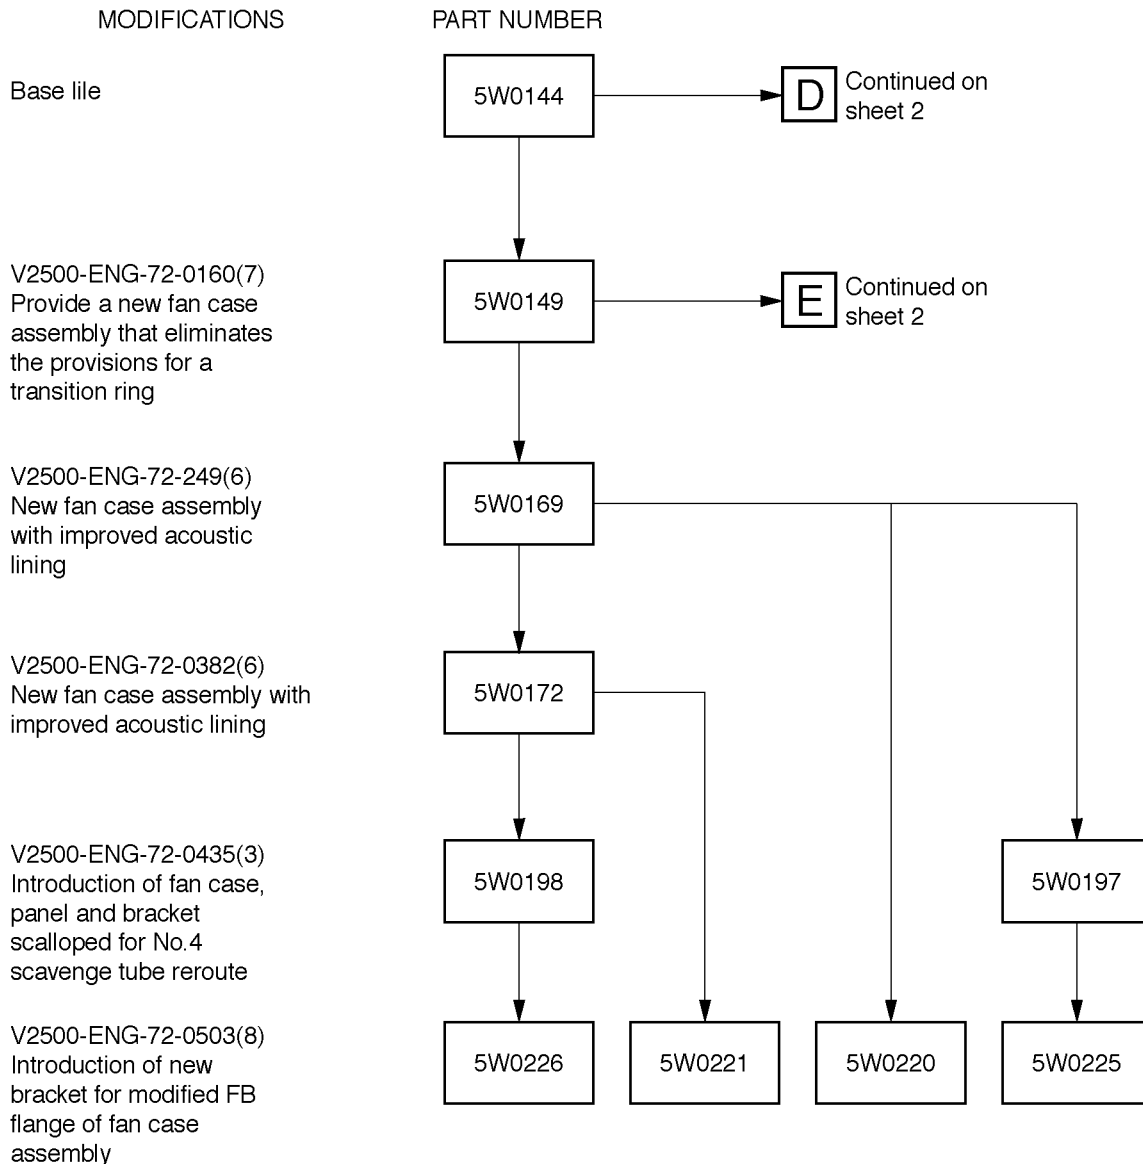 MODIFICATIONS
PART NUMBER
Base lile
5W0144
D
Continued on
sheet 2
V2500-ENG-72-0160(7)
Provide a new fan case
assembly that eliminates
the provisions for a
transition ring
5W0149
E
Continued on
sheet 2
V2500-ENG-72-249(6)
New fan case assembly
with improved acoustic
lining
5W0169
V2500-ENG-72-0382(6)
New fan case assembly with
improved acoustic lining
5W0172
V2500-ENG-72-0435(3)
Introduction of fan case,
panel and bracket
scalloped for No.4
scavenge tube reroute
5W0198
5W0197
V2500-ENG-72-0503(8)
Introduction of new
bracket for modified FB
flange of fan case
assembly
5W0226
5W0221
5W0220
5W0225